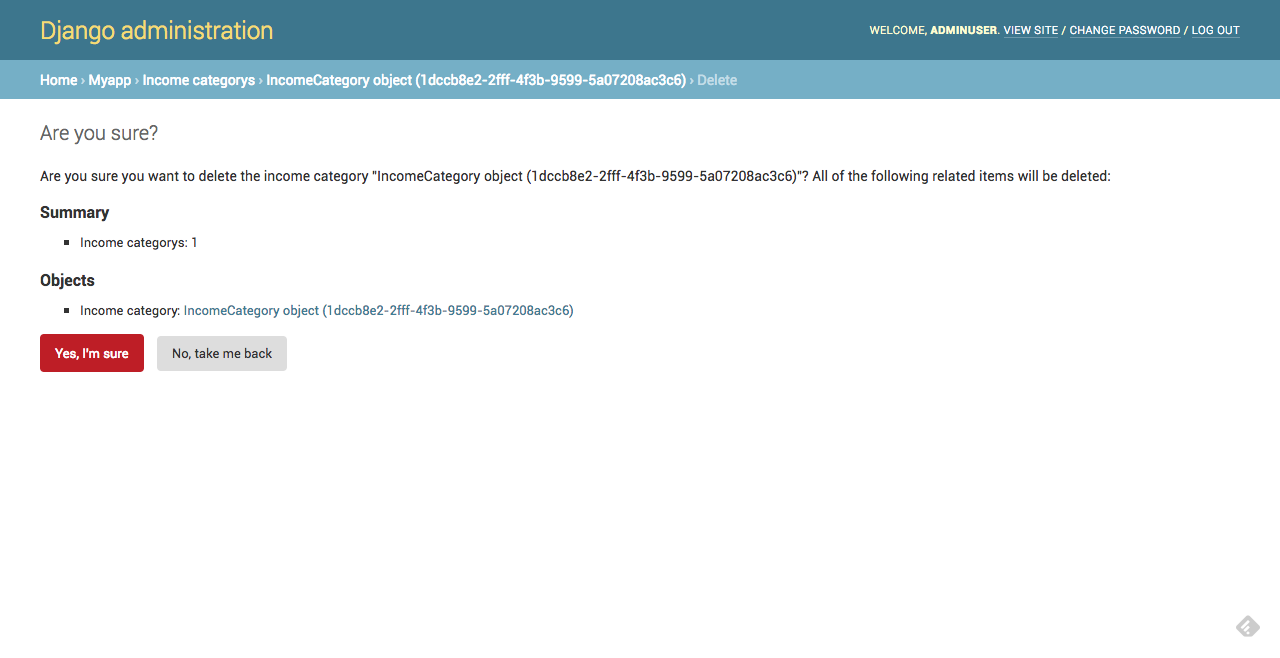 Django administration
WELCOME, ADMINUSER. VIEW SITE / CHANGE PASSWORD / LOG OUT
Home › Myapp › Income categorys › IncomeCategory object (1dccb8e2-2fff-4f3b-9599-5a07208ac3c6) › Delete
Are you sure?
Are you sure you want to delete the income category "IncomeCategory object (1dccb8e2-2fff-4f3b-9599-5a07208ac3c6)"? All of the following related items will be deleted:
Summary
Income categorys: 1
Objects
Income category: IncomeCategory object (1dccb8e2-2fff-4f3b-9599-5a07208ac3c6)
Yes, I'm sure
No, take me back